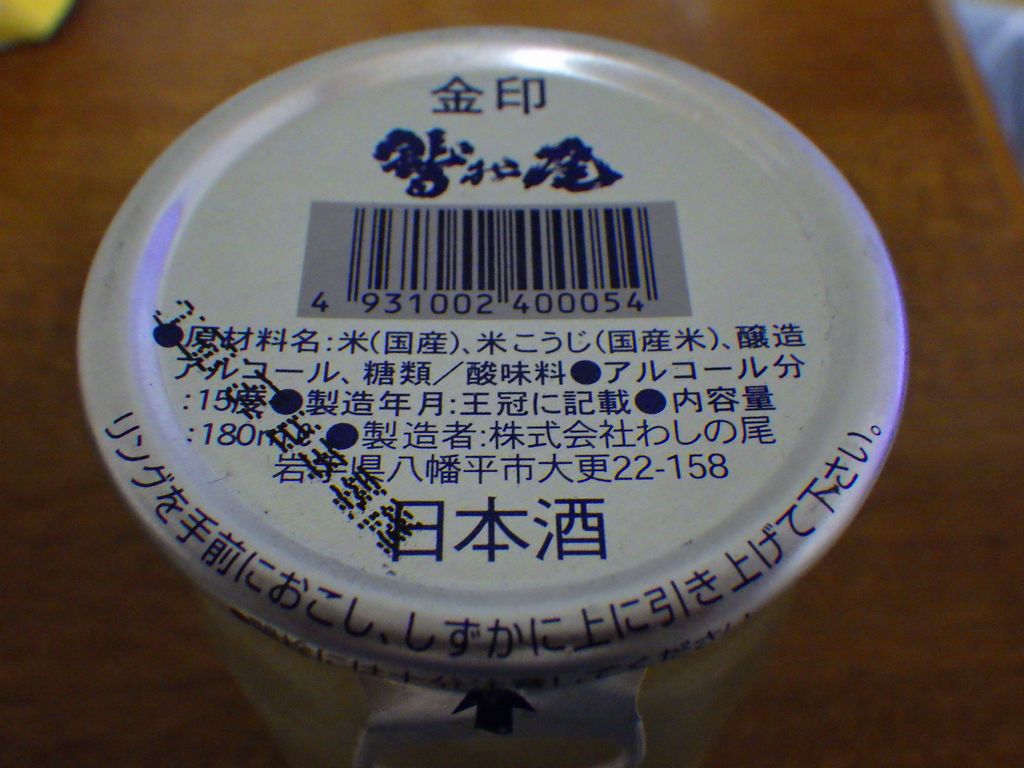 金印
鷲の尾
4 931002 400054
●原材料名:米(国産)、米こうじ(国産米)、醸造
アルコール、糖類/酸味料●アルコール分
:15度●製造年月:王冠に記載●内容量
:180ml●製造者:株式会社わしの尾
岩手県八幡平市大更22-158
日本酒
リングを手前におこし、しずかに上に引き上げて下さい。